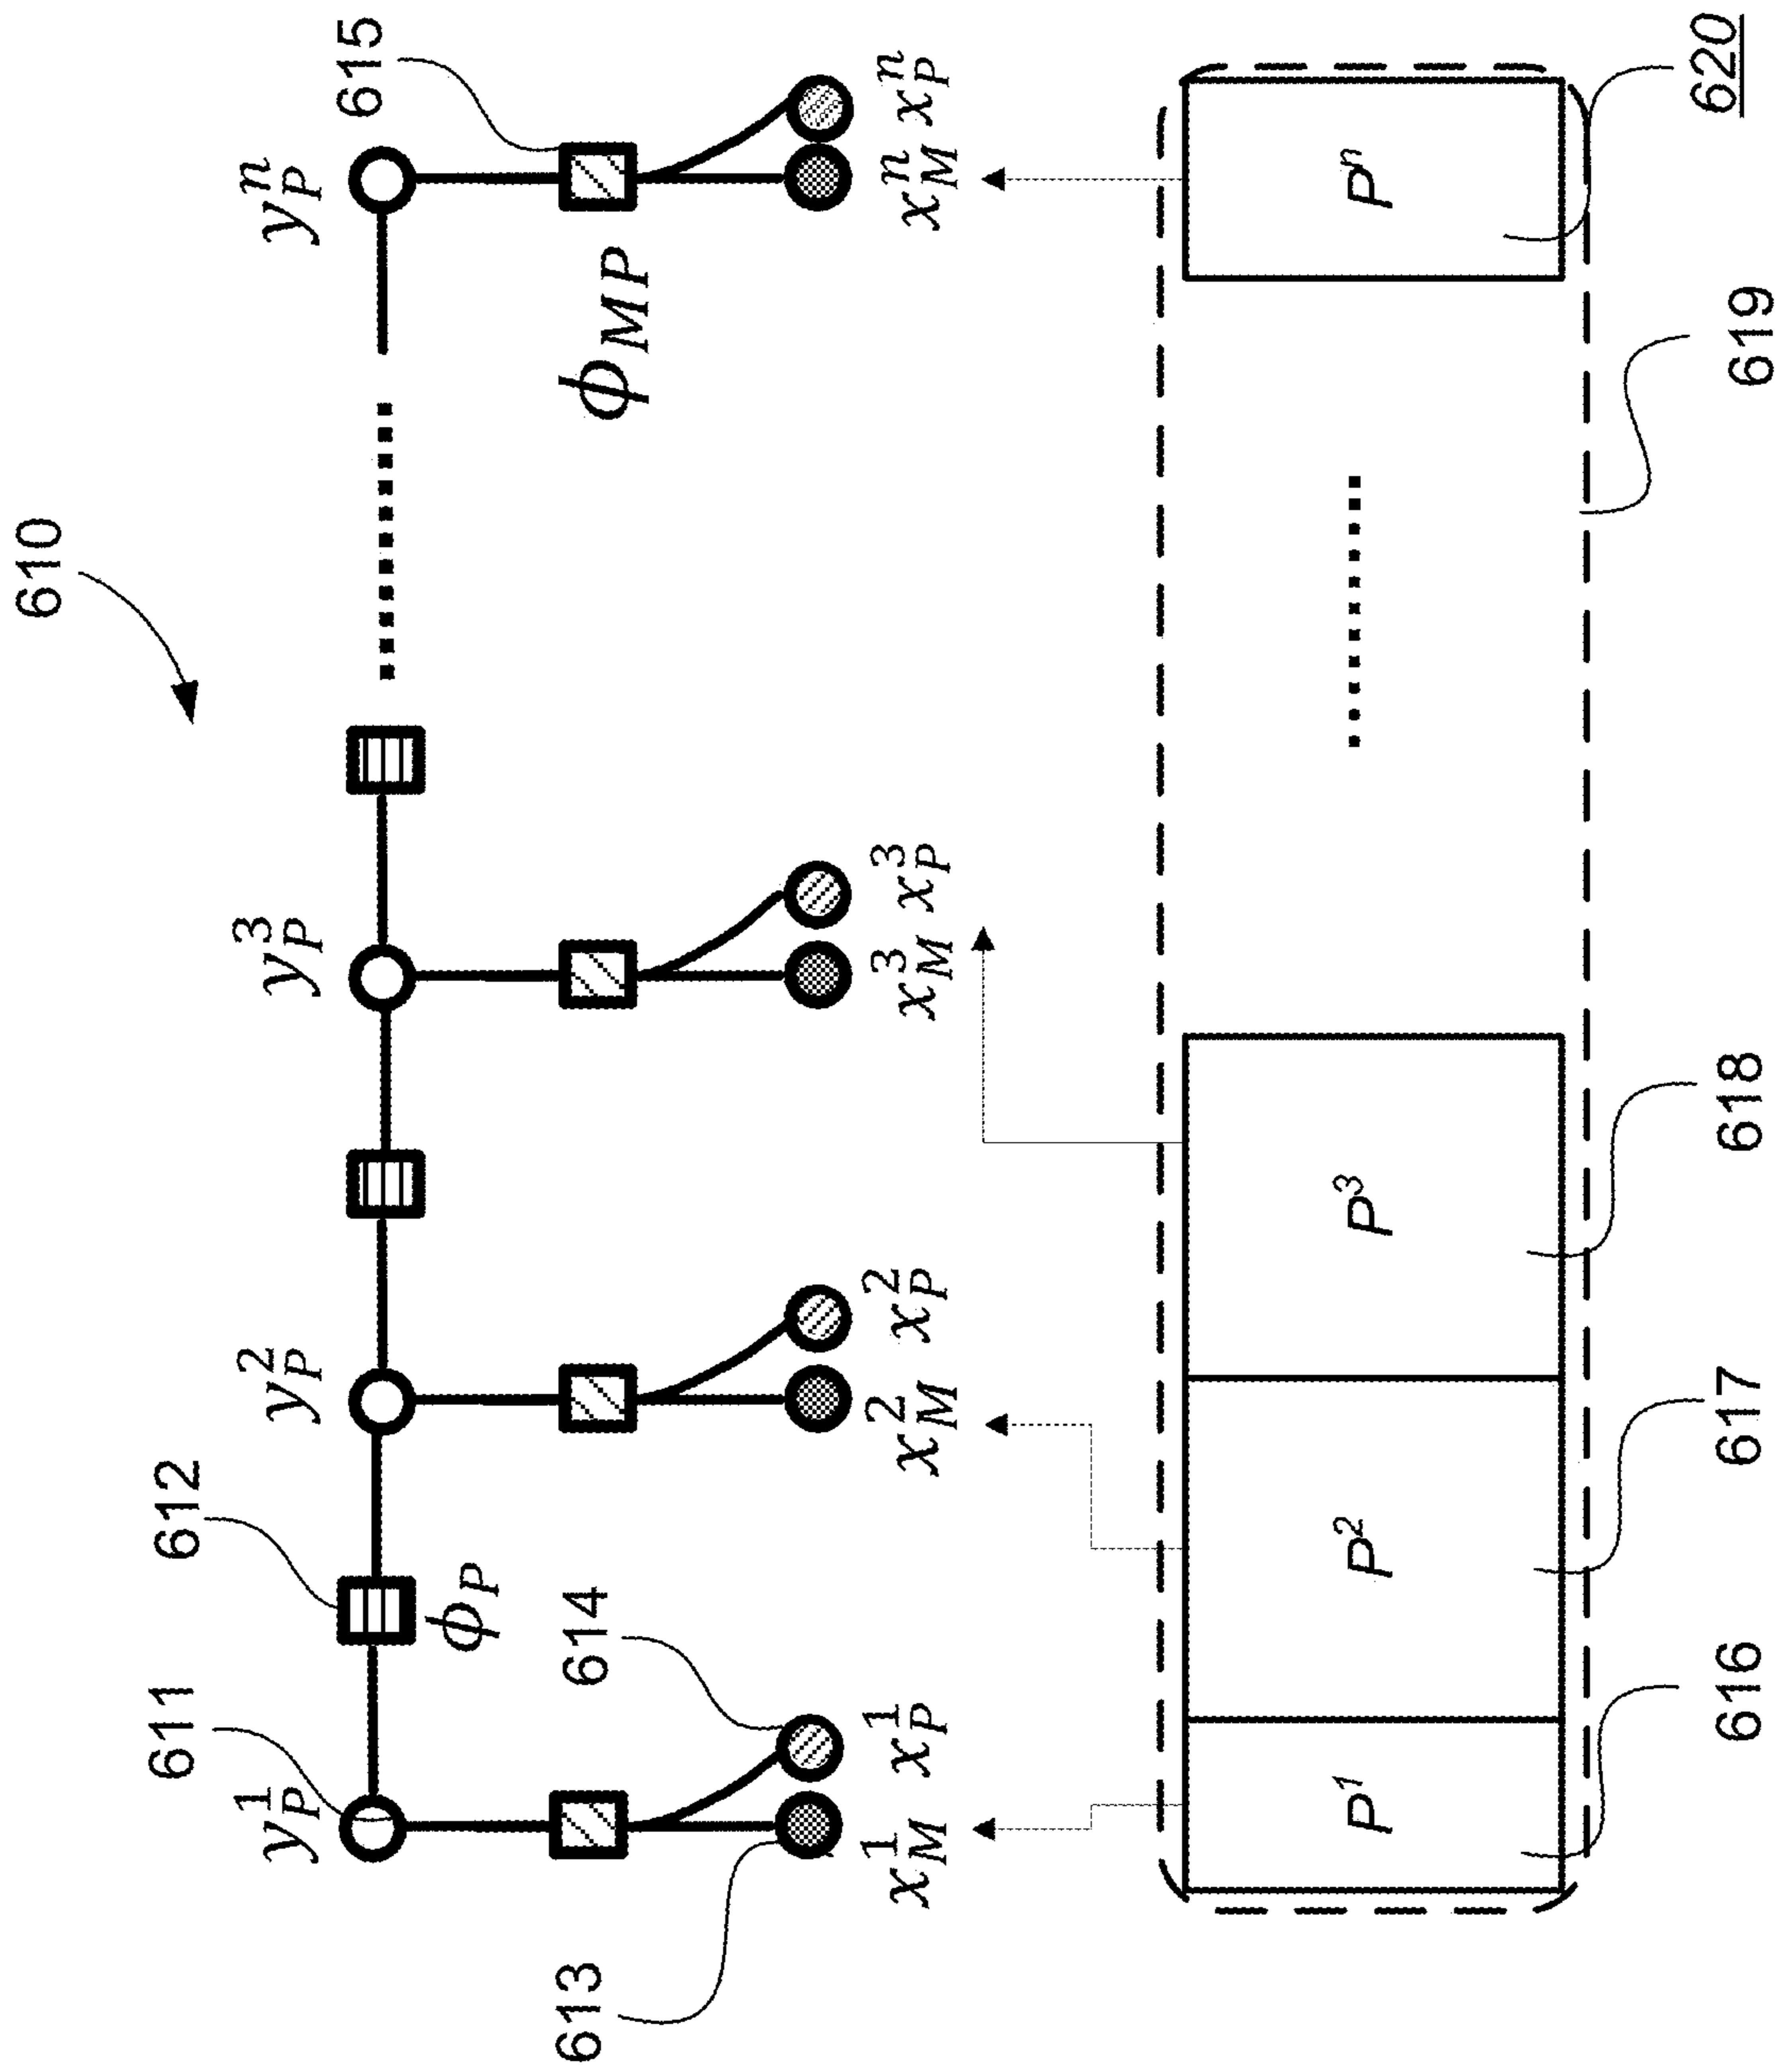 610
611
612
615
y_P^1
y_P^2
y_P^3
y_P^n
ϕ_P
614
ϕ_MP
613
x_M^1 x_P^1
x_M^2 x_P^2
x_M^3 x_P^3
x_M^n x_P^n
P^1
P^2
P^3
P^n
616
617
618
619
620